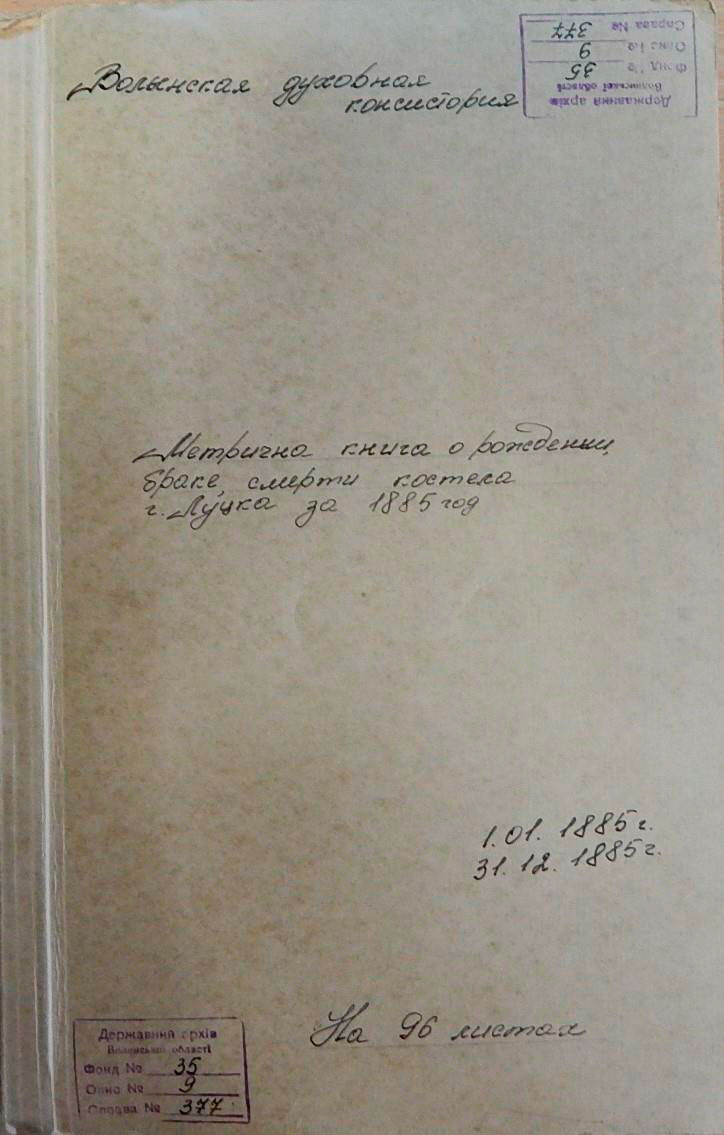 Справа № 377
Опис № 9
Фонд № 35
Волинської області
Державний архів
Волынская духовная
консистория
Метрична книга о рождении,
браке, смерти костела
г. Луцка за 1885 год
1.01. 1885 г.
31.12. 1885 г.
На 96 листах
Державний архів
Волинської області
Фонд № 35
Опис № 9
Справа № 377